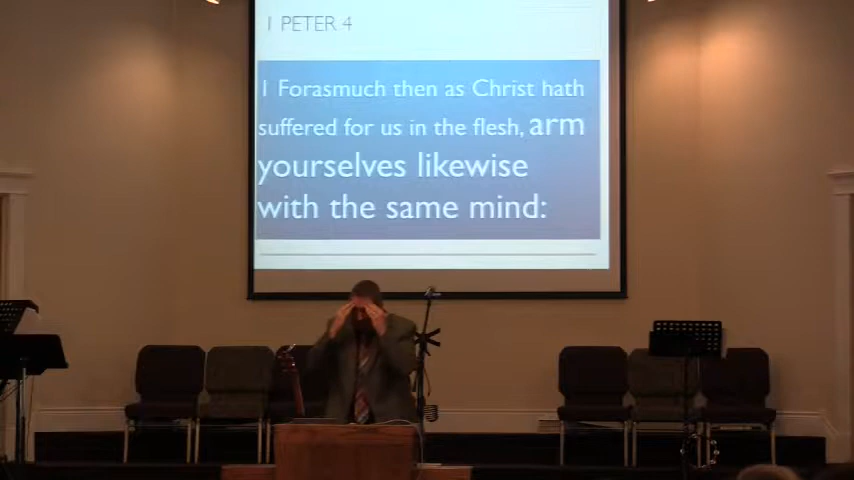 1 PETER 4
1 Forasmuch then as Christ hath
suffered for us in the flesh, arm
yourselves likewise
with the same mind: